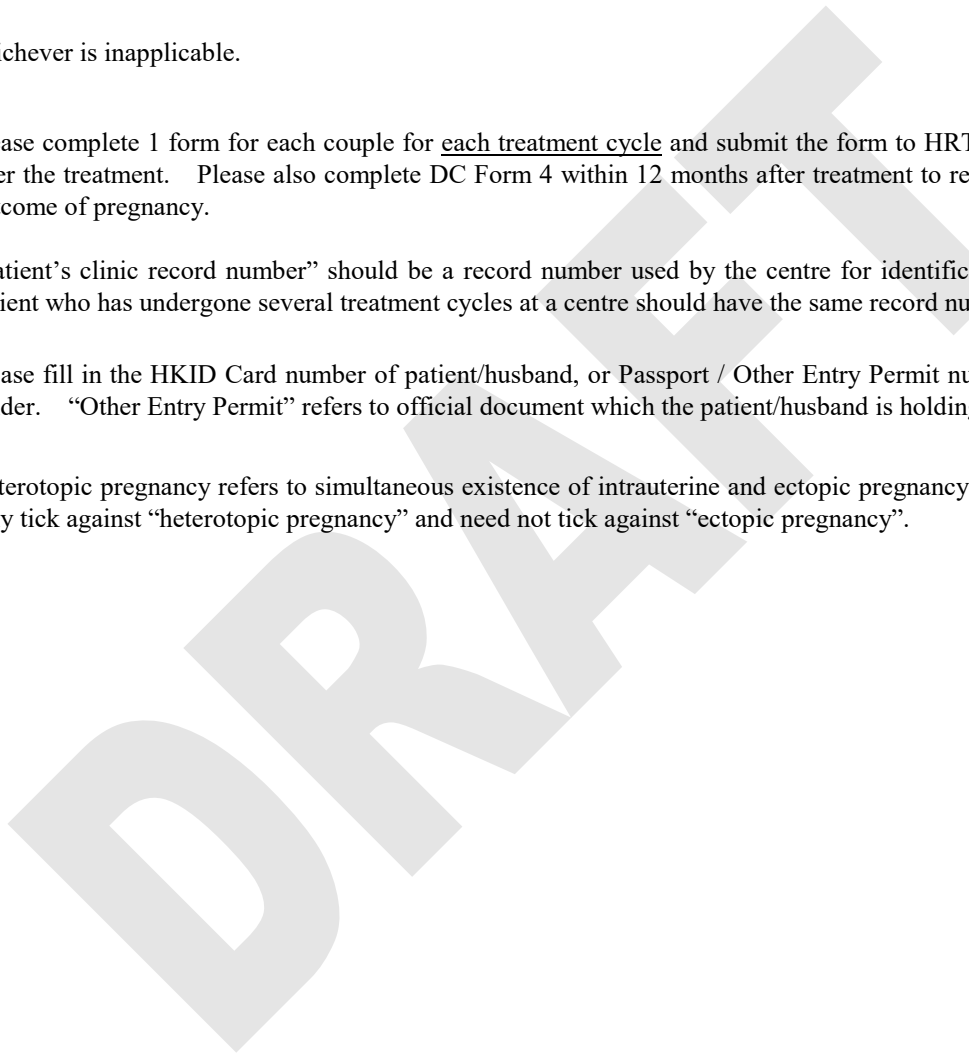 ichever is inapplicable.
ase complete 1 form for each couple for each treatment cycle and submit the form to HRT
er the treatment. Please also complete DC Form 4 within 12 months after treatment to re
come of pregnancy.
atient’s clinic record number” should be a record number used by the centre for identific
ient who has undergone several treatment cycles at a centre should have the same record nu
ase fill in the HKID Card number of patient/husband, or Passport / Other Entry Permit nu
der. “Other Entry Permit” refers to official document which the patient/husband is holding
terotopic pregnancy refers to simultaneous existence of intrauterine and ectopic pregnancy
y tick against “heterotopic pregnancy” and need not tick against “ectopic pregnancy”.
DRAFT